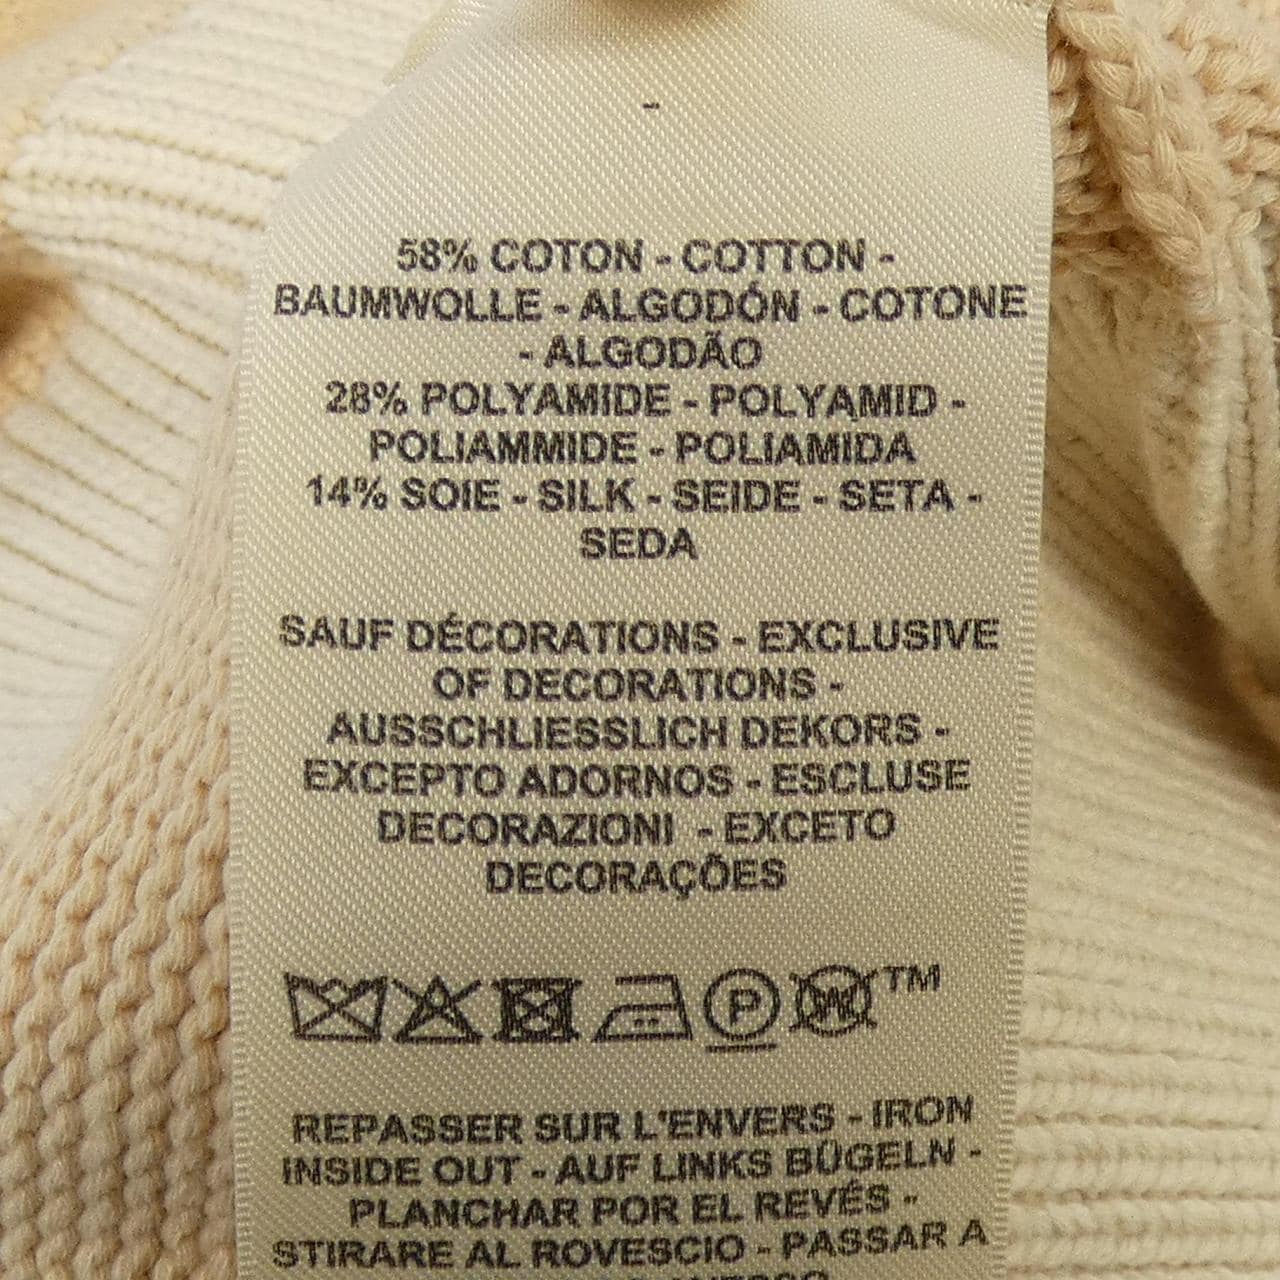 -
58% COTON - COTTON -
BAUMWOLLE - ALGODÓN - COTONE
- ALGODÃO
28% POLYAMIDE - POLYAMID -
POLIAMMIDE - POLIAMIDA
14% SOIE - SILK - SEIDE - SETA -
SEDA
SAUF DÉCORATIONS - EXCLUSIVE
OF DECORATIONS -
AUSSCHLIESSLICH DEKORS -
EXCEPTO ADORNOS - ESCLUSE
DECORAZIONI - EXCETO
DECORAÇÕES
P W TM
REPASSER SUR L'ENVERS - IRON
INSIDE OUT - AUF LINKS BÜGELN -
PLANCHAR POR EL REVÉS -
STIRARE AL ROVESCIO - PASSAR A